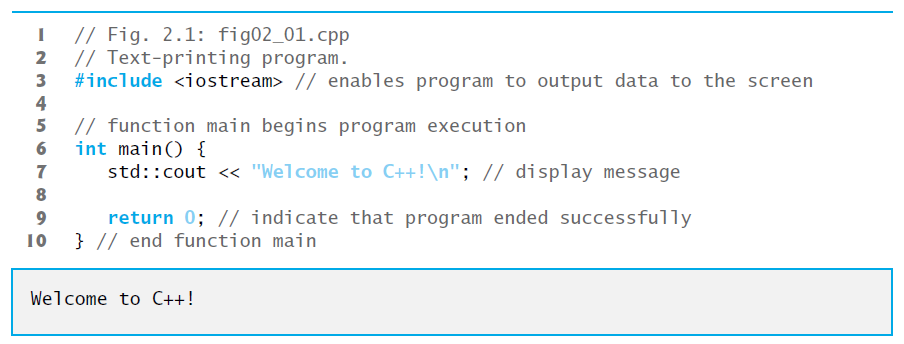 1 // Fig. 2.1: fig02_01.cpp
2 // Text-printing program.
3 #include <iostream> // enables program to output data to the screen
4
5 // function main begins program execution
6 int main() {
7    std::cout << "Welcome to C++!\n"; // display message
8
9    return 0; // indicate that program ended successfully
10 } // end function main
Welcome to C++!